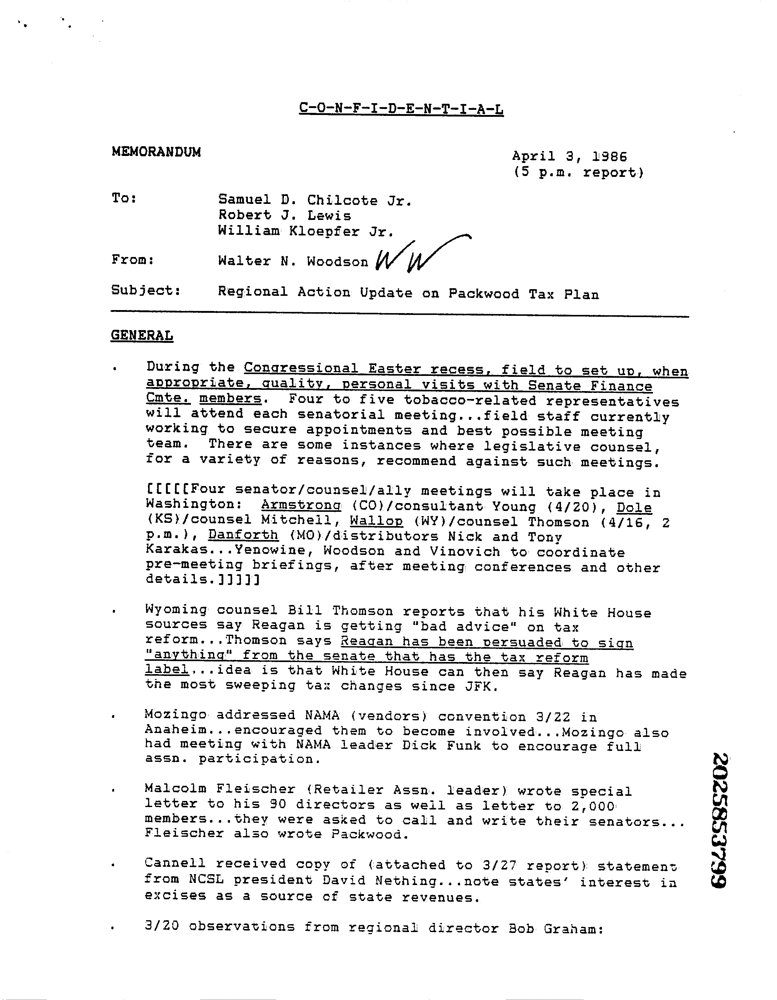 C-O-N-F-I-D-E-N-T-I-A-L
MEMORANDUM
April 3, 1986
(5 p.m. report)
To: Samuel D. Chilcote Jr.
Robert J. Lewis
William Kloepfer Jr.
From: Walter N. Woodson WW
Subject: Regional Action Update on Packwood Tax Plan
GENERAL
. During the Congressional Easter recess, field to set up, when
appropriate, quality, personal visits with Senate Finance
Cmte. members. Four to five tobacco-related representatives
will attend each senatorial meeting...field staff currently
working to secure appointments and best possible meeting
team. There are some instances where legislative counsel,
for a variety of reasons, recommend against such meetings.
[[[[[Four senator/counsel/ally meetings will take place in
Washington: Armstrong (CO)/consultant Young (4/20), Dole
(KS)/counsel Mitchell, Wallop (WY)/counsel Thomson (4/16, 2
p.m.), Danforth (MO)/distributors Nick and Tony
Karakas...Yenowine, Woodson and Vinovich to coordinate
pre-meeting briefings, after meeting conferences and other
details.]]]]]
. Wyoming counsel Bill Thomson reports that his White House
sources say Reagan is getting "bad advice" on tax
reform...Thomson says Reagan has been persuaded to sign
"anything" from the senate that has the tax reform
label...idea is that White House can then say Reagan has made
the most sweeping tax changes since JFK.
. Mozingo addressed NAMA (vendors) convention 3/22 in
Anaheim...encouraged them to become involved...Mozingo also
had meeting with NAMA leader Dick Funk to encourage full
assn. participation.
. Malcolm Fleischer (Retailer Assn. leader) wrote special
letter to his 90 directors as well as letter to 2,000
members...they were asked to call and write their senators...
Fleischer also wrote Packwood.
. Cannell received copy of (attached to 3/27 report) statement
from NCSL president David Nething...note states' interest in
excises as a source of state revenues.
. 3/20 observations from regional director Bob Graham:
2025853799